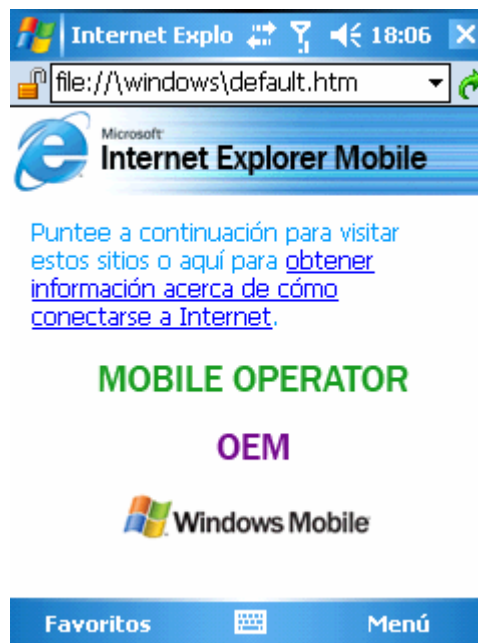 Internet Explo 18:06
file://\windows\default.htm
Microsoft
Internet Explorer Mobile
Puntee a continuación para visitar
estos sitios o aquí para obtener
información acerca de cómo
conectarse a Internet.
MOBILE OPERATOR
OEM
Windows Mobile
Favoritos Menú